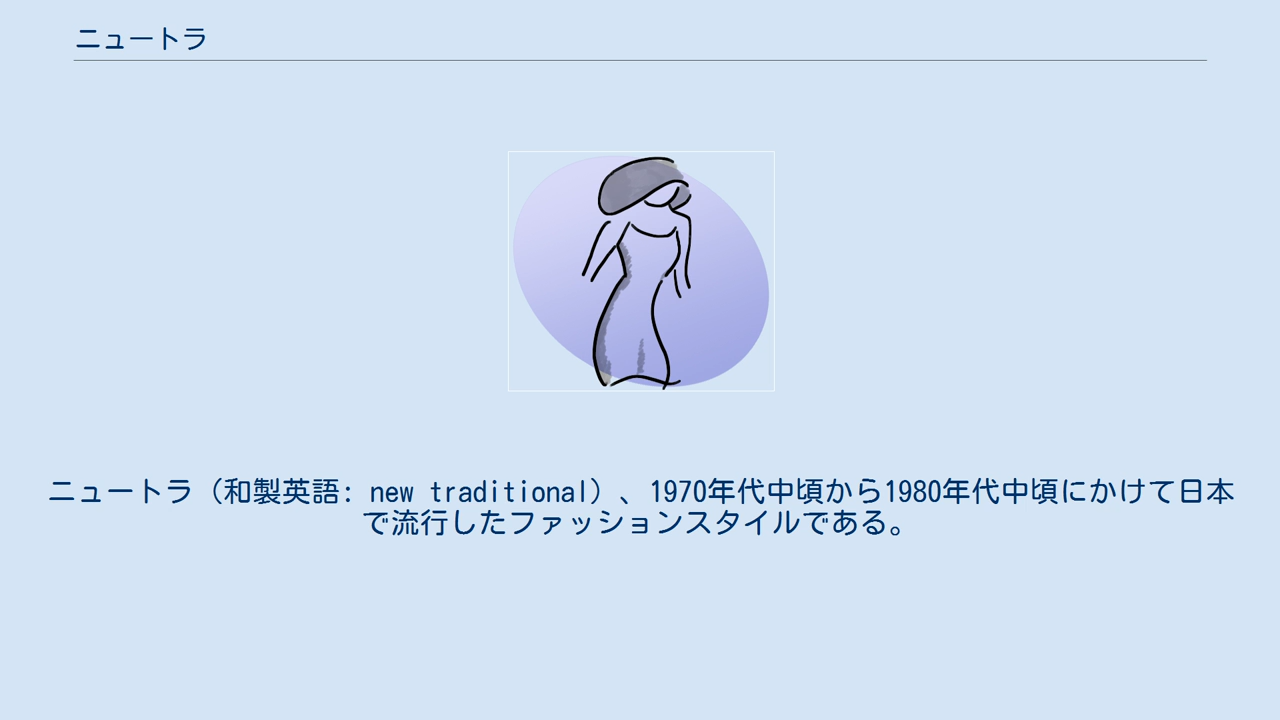 ニュートラ
ニュートラ（和製英語: new traditional）、1970年代中頃から1980年代中頃にかけて日本
で流行したファッションスタイルである。